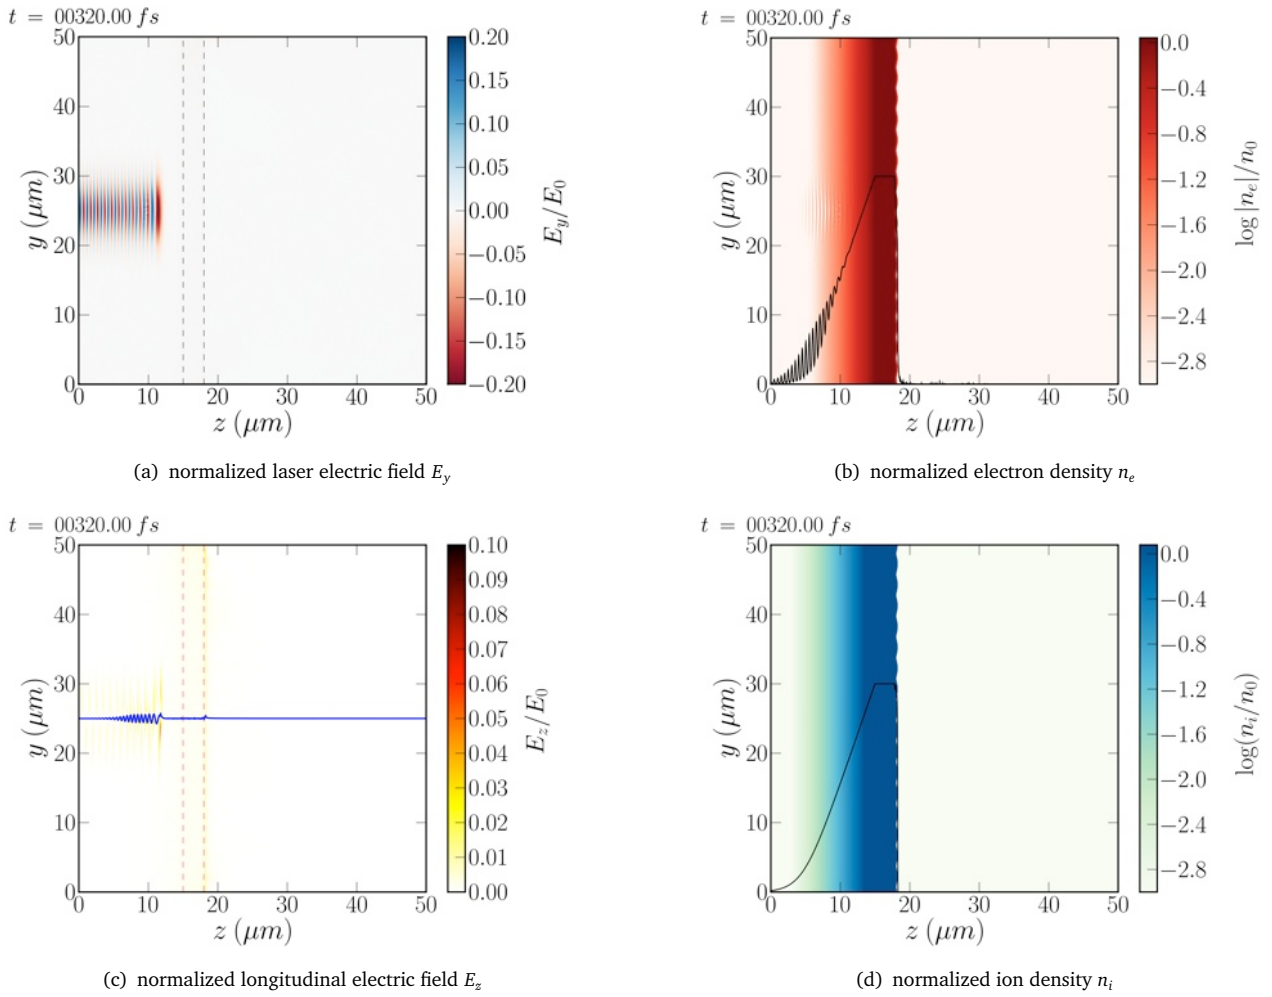 t = 00320.00 fs
50
40
30
20
10
0
0 10 20 30 40 50
y (μm)
z (μm)
0.20
0.15
0.10
0.05
0.00
−0.05
−0.10
−0.15
−0.20
E_y/E_0
(a) normalized laser electric field E_y
t = 00320.00 fs
50
40
30
20
10
0
0 10 20 30 40 50
y (μm)
z (μm)
0.0
−0.4
−0.8
−1.2
−1.6
−2.0
−2.4
−2.8
log |n_e|/n_0
(b) normalized electron density n_e
t = 00320.00 fs
50
40
30
20
10
0
0 10 20 30 40 50
y (μm)
z (μm)
0.10
0.09
0.08
0.07
0.06
0.05
0.04
0.03
0.02
0.01
0.00
E_z/E_0
(c) normalized longitudinal electric field E_z
t = 00320.00 fs
50
40
30
20
10
0
0 10 20 30 40 50
y (μm)
z (μm)
0.0
−0.4
−0.8
−1.2
−1.6
−2.0
−2.4
−2.8
log(n_i/n_0)
(d) normalized ion density n_i